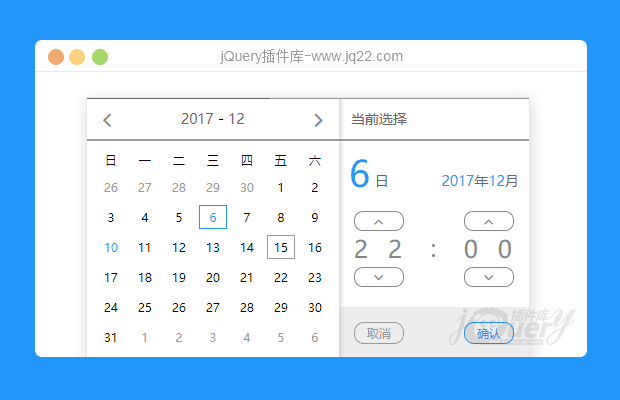 jQuery插件库-www.jq22.com
2017 - 12
当前选择
日 一 二 三 四 五 六
26 27 28 29 30 1 2
3 4 5 6 7 8 9
10 11 12 13 14 15 16
17 18 19 20 21 22 23
24 25 26 27 28 29 30
31 1 2 3 4 5 6
6 日 2017年12月
22 : 00
取消 确认
jQuery 插件库